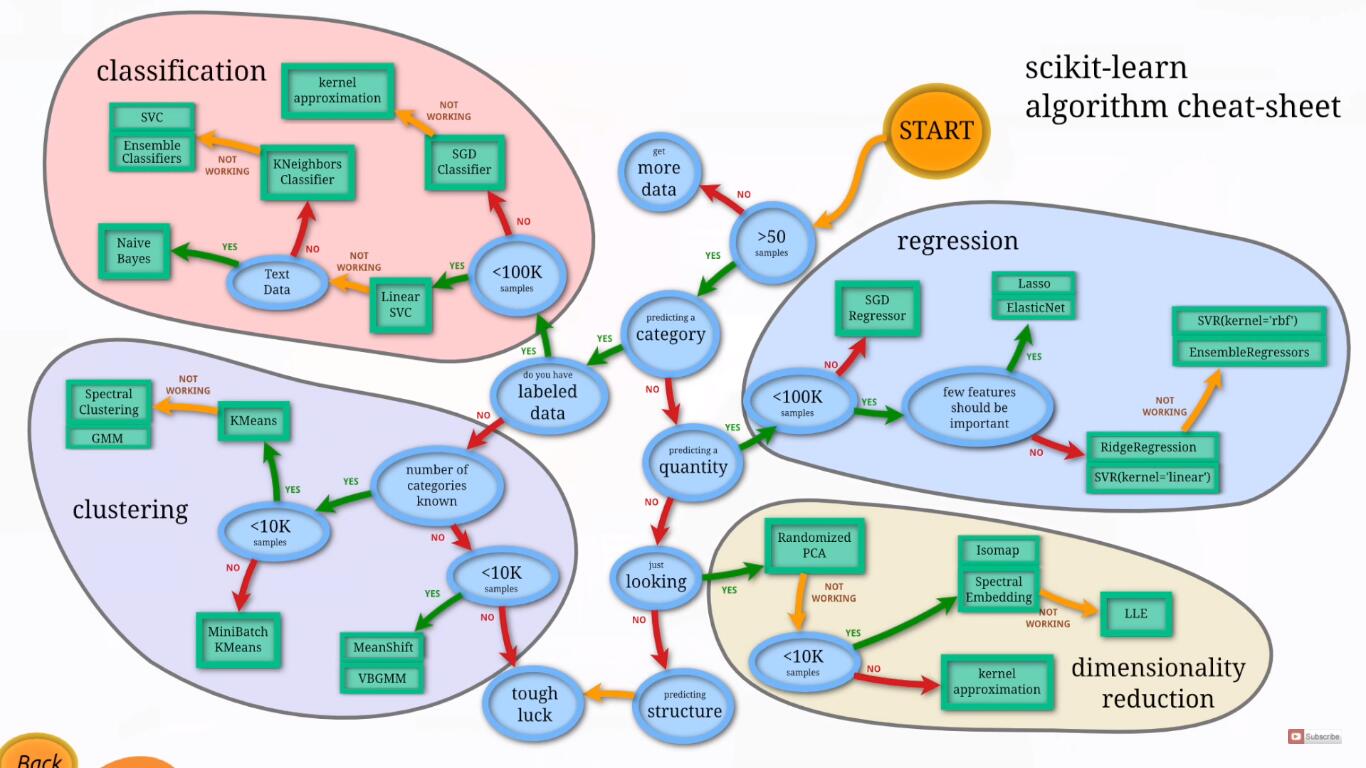 scikit-learn
algorithm cheat-sheet
START
>50
samples
NO
get
more
data
YES
predicting a
category
YES
do you have
labeled
data
NO
predicting a
quantity
YES
NO
just
looking
YES
NO
predicting
structure
tough
luck
classification
YES
<100K
samples
NO
SGD
Classifier
NOT
WORKING
kernel
approximation
YES
Linear
SVC
NOT
WORKING
Text
Data
YES
Naive
Bayes
NO
KNeighbors
Classifier
NOT
WORKING
SVC
Ensemble
Classifiers
clustering
NO
number of
categories
known
YES
<10K
samples
YES
KMeans
NOT
WORKING
Spectral
Clustering
GMM
NO
MiniBatch
KMeans
NO
<10K
samples
YES
MeanShift
VBGMM
NO
regression
<100K
samples
NO
SGD
Regressor
YES
few features
should be
important
YES
Lasso
ElasticNet
NO
RidgeRegression
SVR(kernel='linear')
NOT
WORKING
SVR(kernel='rbf')
EnsembleRegressors
dimensionality
reduction
Randomized
PCA
NOT
WORKING
<10K
samples
YES
Isomap
Spectral
Embedding
NOT
WORKING
LLE
NO
kernel
approximation
Back
Subscribe